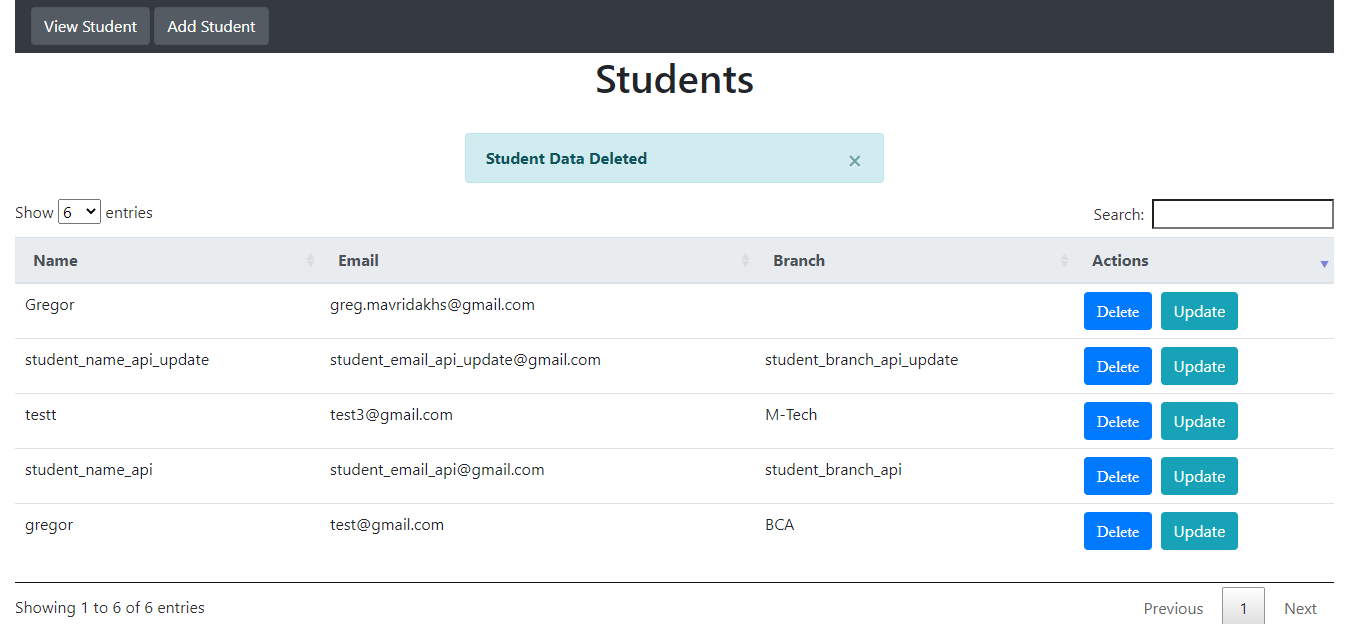 View Student Add Student
Students
Student Data Deleted ×
Show 6 entries Search:
Name Email Branch Actions
Gregor greg.mavridakhs@gmail.com Delete Update
student_name_api_update student_email_api_update@gmail.com student_branch_api_update Delete Update
testt test3@gmail.com M-Tech Delete Update
student_name_api student_email_api@gmail.com student_branch_api Delete Update
gregor test@gmail.com BCA Delete Update
Showing 1 to 6 of 6 entries Previous 1 Next